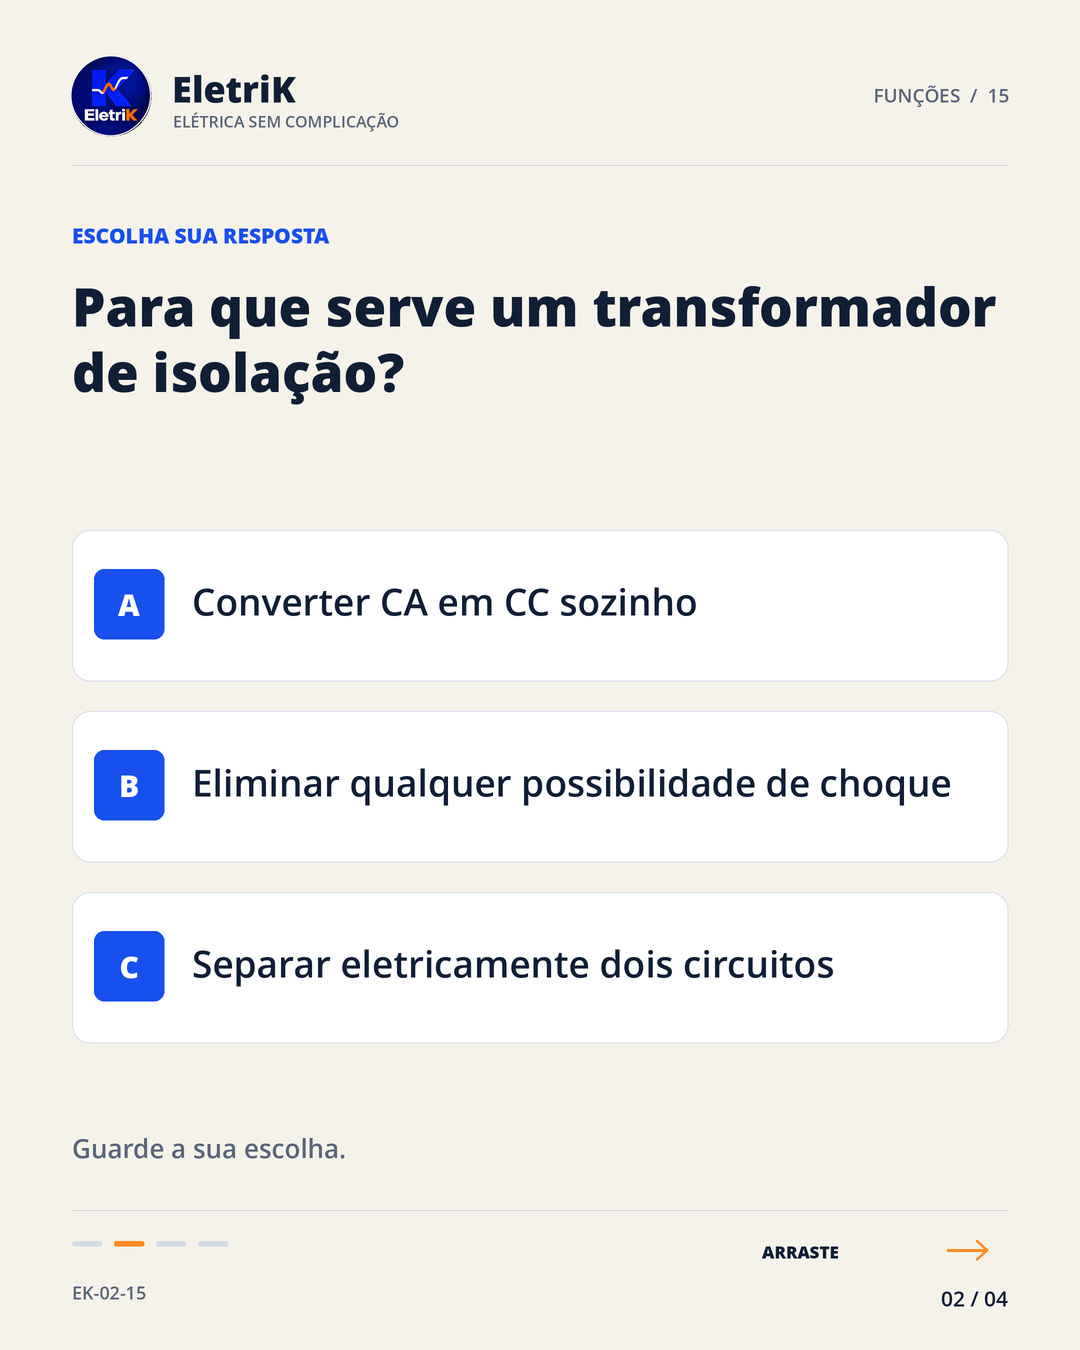 EletriK
EletriK
ELÉTRICA SEM COMPLICAÇÃO
FUNÇÕES / 15
ESCOLHA SUA RESPOSTA
Para que serve um transformador
de isolação?
A
Converter CA em CC sozinho
B
Eliminar qualquer possibilidade de choque
C
Separar eletricamente dois circuitos
Guarde a sua escolha.
ARRASTE
EK-02-15
02 / 04